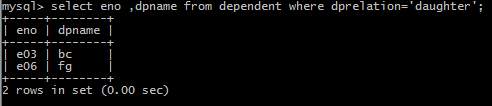 mysql> select eno ,dpname from dependent where dprelation='daughter';
+-----+--------+
| eno | dpname |
+-----+--------+
| e03 | bc     |
| e06 | fg     |
+-----+--------+
2 rows in set (0.00 sec)